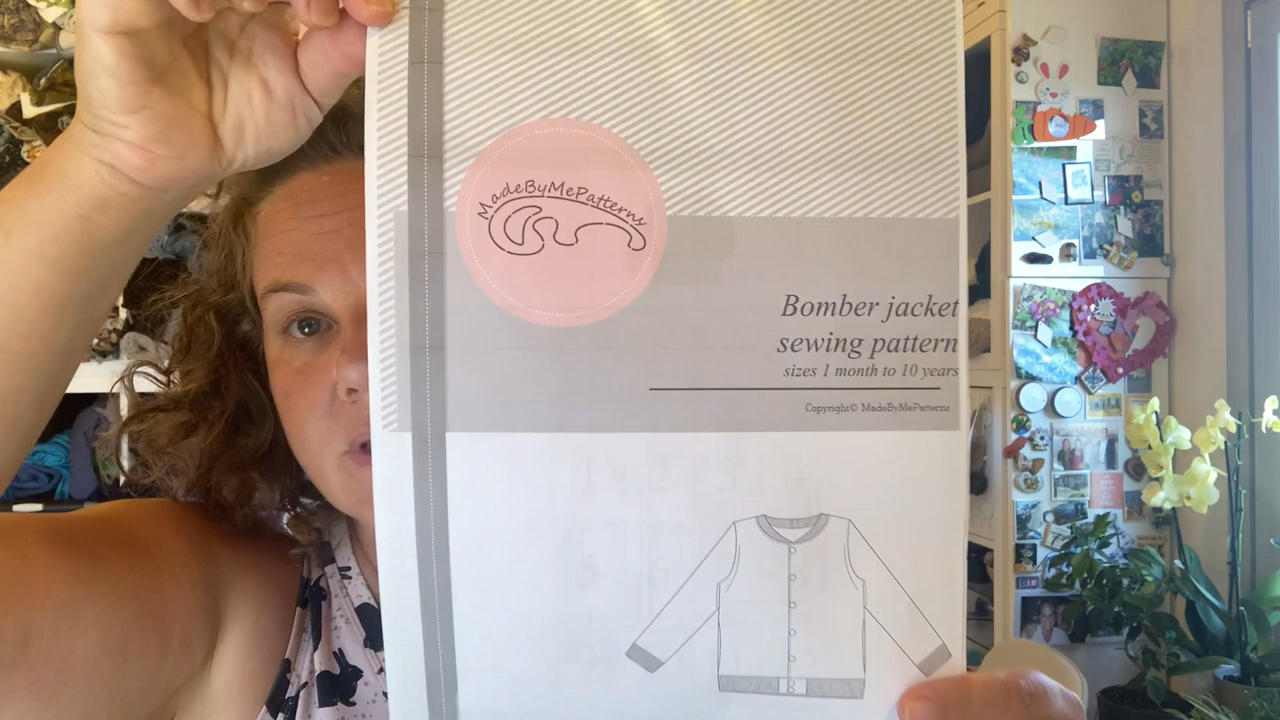 MadeByMePatterns
Bomber jacket
sewing pattern
sizes 1 month to 10 years
Copyright© MadeByMePatterns